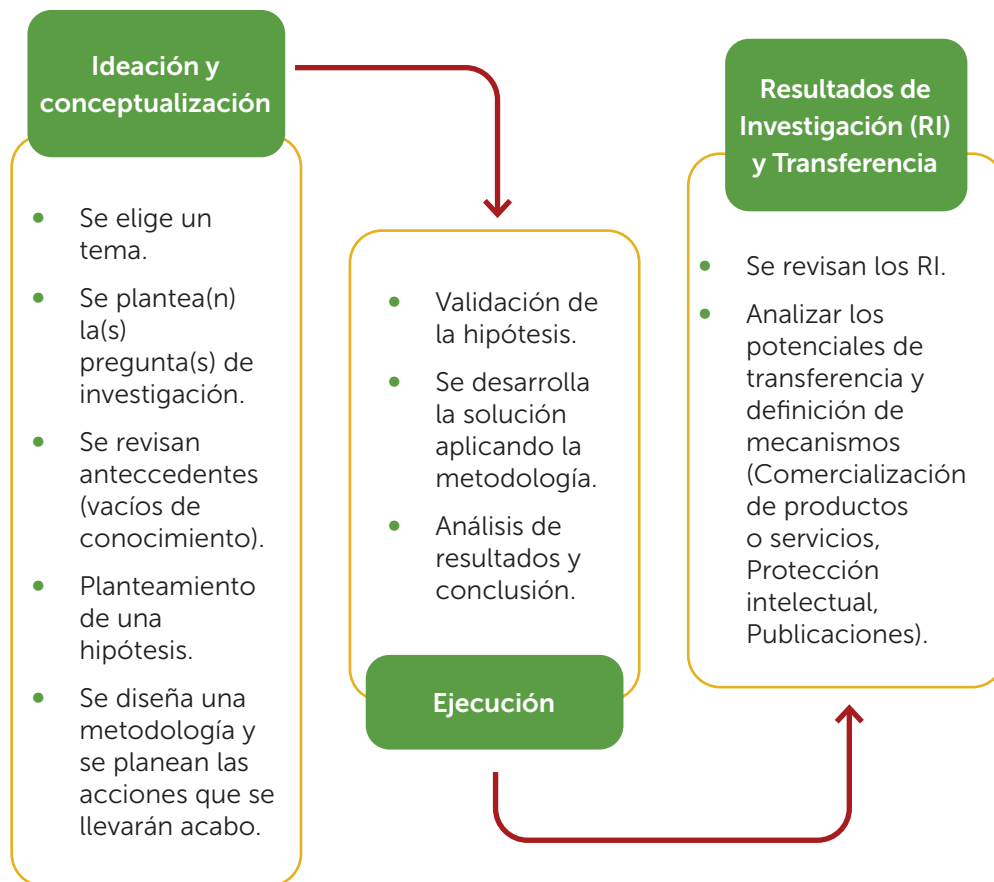 Ideación y
conceptualización
• Se elige un
tema.
• Se plantea(n)
la(s)
pregunta(s) de
investigación.
• Se revisan
anteccedentes
(vacíos de
conocimiento).
• Planteamiento
de una
hipótesis.
• Se diseña una
metodología y
se planean las
acciones que se
llevarán acabo.
• Validación de
la hipótesis.
• Se desarrolla
la solución
aplicando la
metodología.
• Análisis de
resultados y
conclusión.
Ejecución
Resultados de
Investigación (RI)
y Transferencia
• Se revisan los RI.
• Analizar los
potenciales de
transferencia y
definición de
mecanismos
(Comercialización
de productos
o servicios,
Protección
intelectual,
Publicaciones).